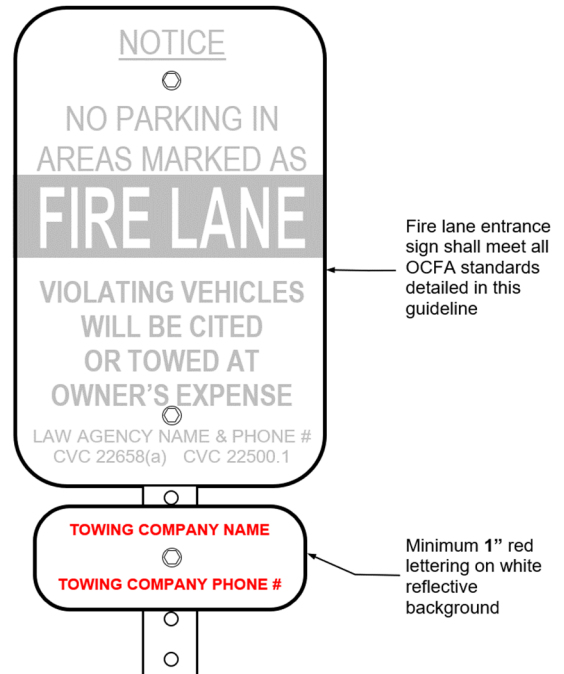 NOTICE
NO PARKING IN
AREAS MARKED AS
FIRE LANE
VIOLATING VEHICLES
WILL BE CITED
OR TOWED AT
OWNER'S EXPENSE
LAW AGENCY NAME & PHONE #
CVC 22658(a) CVC 22500.1
Fire lane entrance
sign shall meet all
OCFA standards
detailed in this
guideline
TOWING COMPANY NAME
TOWING COMPANY PHONE #
Minimum 1” red
lettering on white
reflective
background